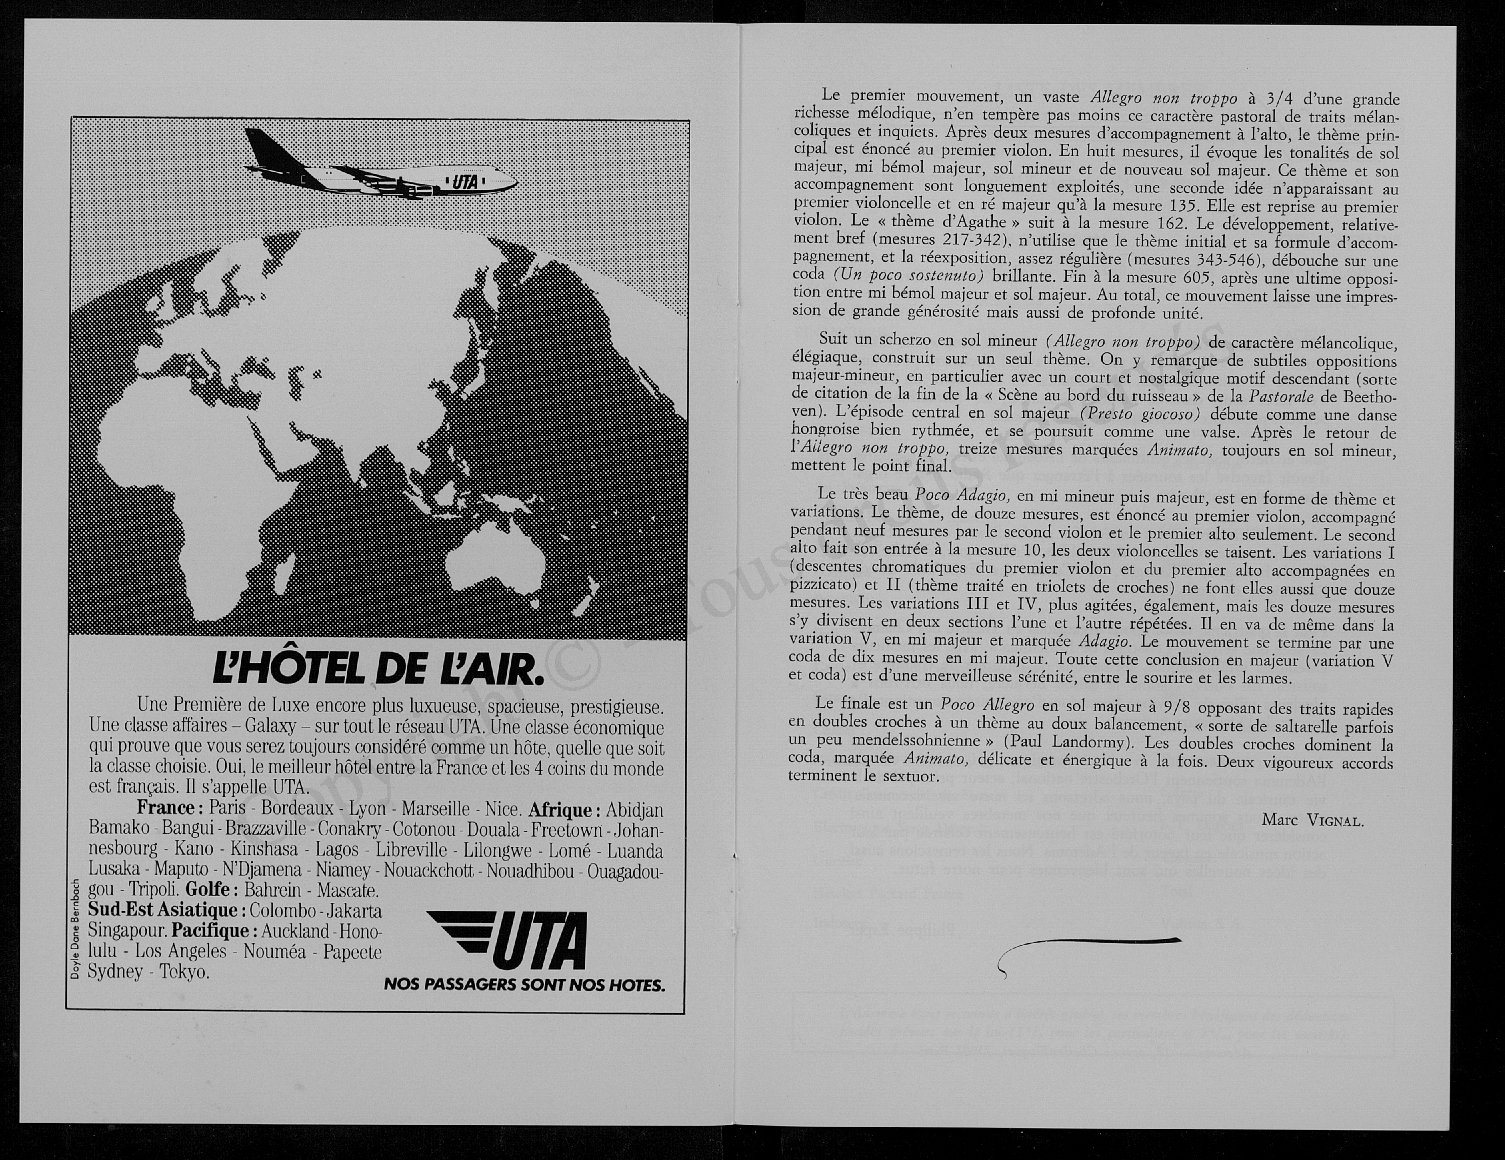 UTA
L'HÔTEL DE L'AIR.
Une Première de Luxe encore plus luxueuse, spacieuse, prestigieuse.
Une classe affaires – Galaxy – sur tout le réseau UTA. Une classe économique
qui prouve que vous serez toujours considéré comme un hôte, quelle que soit
la classe choisie. Oui, le meilleur hôtel entre la France et les 4 coins du monde
est français. Il s'appelle UTA.
France : Paris - Bordeaux - Lyon - Marseille - Nice. Afrique : Abidjan
Bamako - Bangui - Brazzaville - Conakry - Cotonou - Douala - Freetown - Johan-
nesbourg - Kano - Kinshasa - Lagos - Libreville - Lilongwe - Lomé - Luanda
Lusaka - Maputo - N'Djamena - Niamey - Nouackchott - Nouadhibou - Ouagadou-
gou - Tripoli. Golfe : Bahrein - Mascate.
Sud-Est Asiatique : Colombo - Jakarta
Singapour. Pacifique : Auckland - Hono-
lulu - Los Angeles - Nouméa - Papeete
Sydney - Tokyo.
Doyle Dane Bernbach
UTA
NOS PASSAGERS SONT NOS HOTES.
Le premier mouvement, un vaste Allegro non troppo à 3/4 d'une grande
richesse mélodique, n'en tempère pas moins ce caractère pastoral de traits mélan-
coliques et inquiets. Après deux mesures d'accompagnement à l'alto, le thème prin-
cipal est énoncé au premier violon. En huit mesures, il évoque les tonalités de sol
majeur, mi bémol majeur, sol mineur et de nouveau sol majeur. Ce thème et son
accompagnement sont longuement exploités, une seconde idée n'apparaissant au
premier violoncelle et en ré majeur qu'à la mesure 135. Elle est reprise au premier
violon. Le « thème d'Agathe » suit à la mesure 162. Le développement, relative-
ment bref (mesures 217-342), n'utilise que le thème initial et sa formule d'accom-
pagnement, et la réexposition, assez régulière (mesures 343-546), débouche sur une
coda (Un poco sostenuto) brillante. Fin à la mesure 605, après une ultime opposi-
tion entre mi bémol majeur et sol majeur. Au total, ce mouvement laisse une impres-
sion de grande générosité mais aussi de profonde unité.
Suit un scherzo en sol mineur (Allegro non troppo) de caractère mélancolique,
élégiaque, construit sur un seul thème. On y remarque de subtiles oppositions
majeur-mineur, en particulier avec un court et nostalgique motif descendant (sorte
de citation de la fin de la « Scène au bord du ruisseau » de la Pastorale de Beetho-
ven). L'épisode central en sol majeur (Presto giocoso) débute comme une danse
hongroise bien rythmée, et se poursuit comme une valse. Après le retour de
l'Allegro non troppo, treize mesures marquées Animato, toujours en sol mineur,
mettent le point final.
Le très beau Poco Adagio, en mi mineur puis majeur, est en forme de thème et
variations. Le thème, de douze mesures, est énoncé au premier violon, accompagné
pendant neuf mesures par le second violon et le premier alto seulement. Le second
alto fait son entrée à la mesure 10, les deux violoncelles se taisent. Les variations I
(descentes chromatiques du premier violon et du premier alto accompagnées en
pizzicato) et II (thème traité en triolets de croches) ne font elles aussi que douze
mesures. Les variations III et IV, plus agitées, également, mais les douze mesures
s'y divisent en deux sections l'une et l'autre répétées. Il en va de même dans la
variation V, en mi majeur et marquée Adagio. Le mouvement se termine par une
coda de dix mesures en mi majeur. Toute cette conclusion en majeur (variation V
et coda) est d'une merveilleuse sérénité, entre le sourire et les larmes.
Le finale est un Poco Allegro en sol majeur à 9/8 opposant des traits rapides
en doubles croches à un thème au doux balancement, « sorte de saltarelle parfois
un peu mendelssohnienne » (Paul Landormy). Les doubles croches dominent la
coda, marquée Animato, délicate et énergique à la fois. Deux vigoureux accords
terminent le sextuor.
Marc VIGNAL.
Copyright © Tous droits réservés